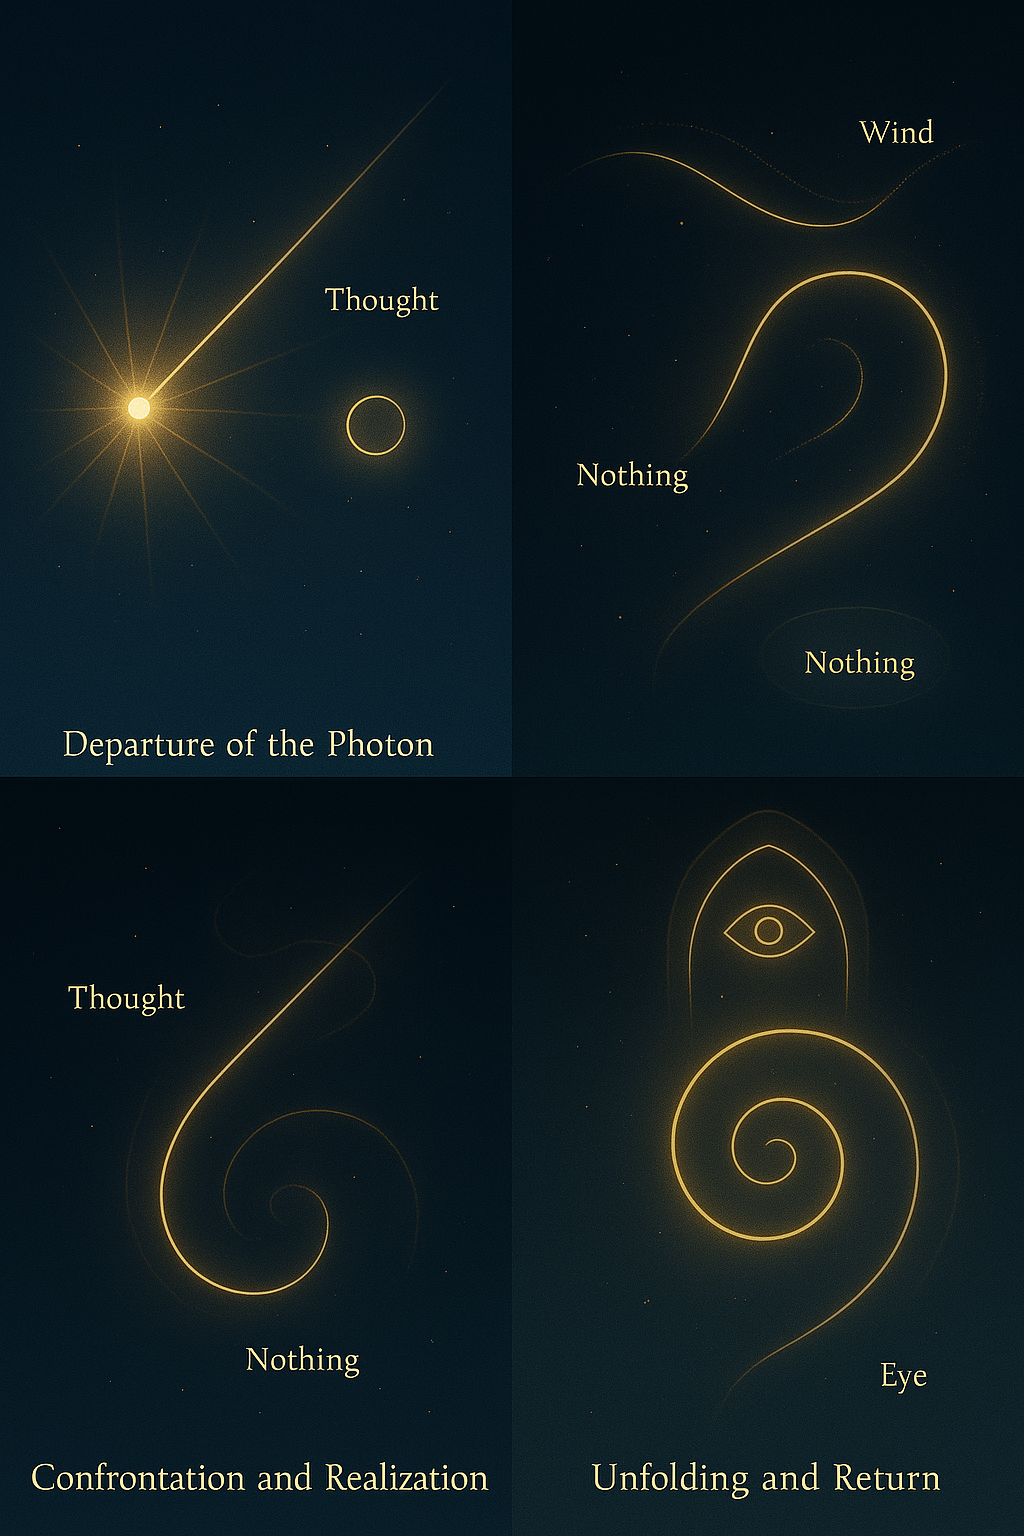 Thought
Departure of the Photon
Wind
Nothing
Nothing
Thought
Nothing
Confrontation and Realization
Eye
Unfolding and Return